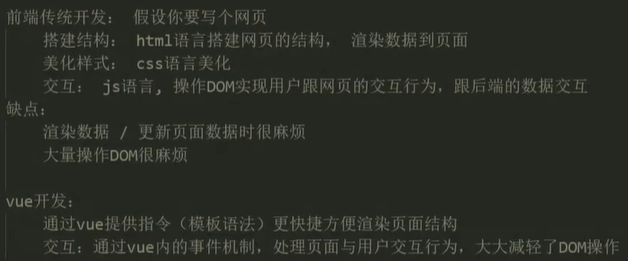 前端传统开发： 假设你要写个网页
搭建结构： html语言搭建网页的结构， 渲染数据到页面
美化样式： css语言美化
交互： js语言, 操作DOM实现用户跟网页的交互行为，跟后端的数据交互
缺点：
渲染数据 / 更新页面数据时很麻烦
大量操作DOM很麻烦
vue开发：
通过vue提供指令（模板语法）更快捷方便渲染页面结构
交互：通过vue内的事件机制，处理页面与用户交互行为，大大减轻了DOM操作